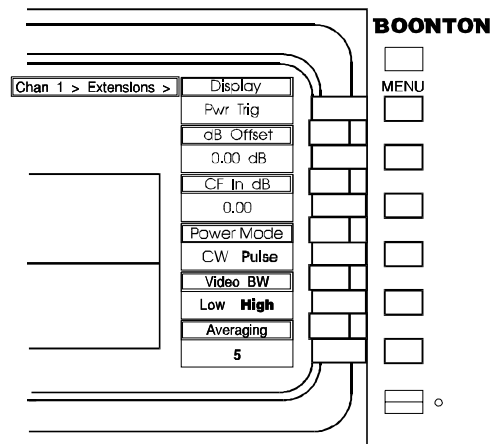 BOONTON
MENU
Chan 1 > Extensions >
Display
Pwr Trig
dB Offset
0.00 dB
CF In dB
0.00
Power Mode
CW Pulse
Video BW
Low High
Averaging
5